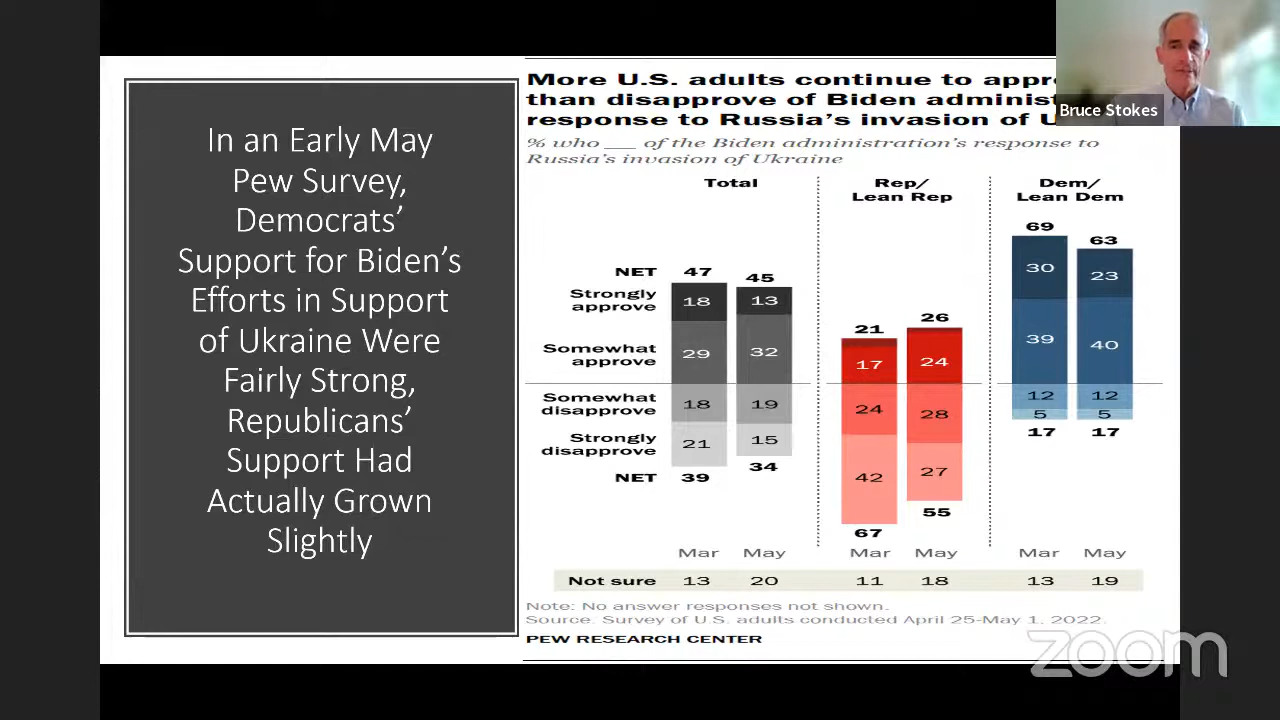 In an Early May
Pew Survey,
Democrats’
Support for Biden’s
Efforts in Support
of Ukraine Were
Fairly Strong,
Republicans’
Support Had
Actually Grown
Slightly
More U.S. adults continue to appr
than disapprove of Biden adminis
response to Russia’s invasion of U
% who ___ of the Biden administration’s response to
Russia’s invasion of Ukraine
Total
Rep/
Lean Rep
Dem/
Lean Dem
NET 47 45 21 26 69 63
Strongly
approve
18 13 30 23
Somewhat
approve
29 32 17 24 39 40
Somewhat
disapprove
18 19 24 28 12 12
Strongly
disapprove
21 15 42 27 5 5
NET 39 34 67 55 17 17
Mar May Mar May Mar May
Not sure 13 20 11 18 13 19
Note: No answer responses not shown.
Source: Survey of U.S. adults conducted April 25-May 1, 2022.
PEW RESEARCH CENTER
Bruce Stokes
zoom